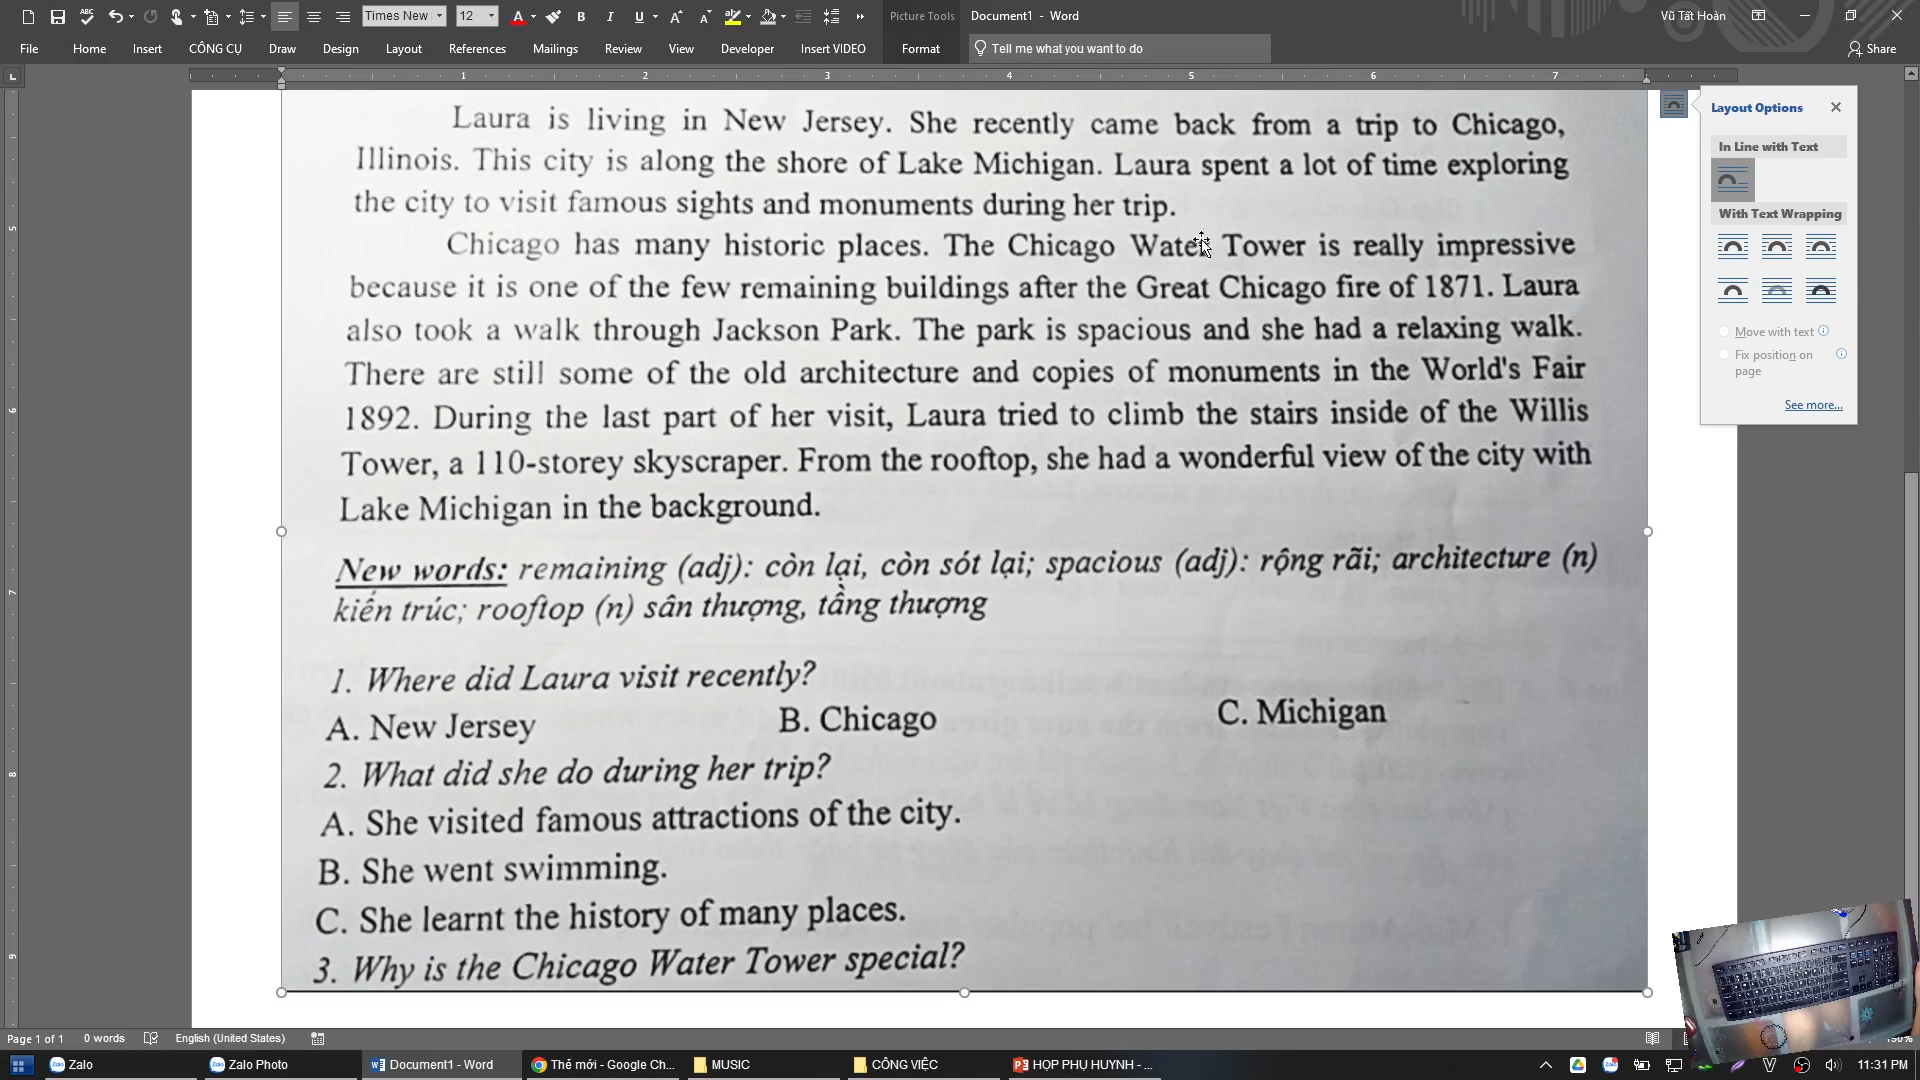 Times New
12
Picture Tools
Document1 - Word
Vũ Tất Hoàn
File
Home
Insert
CÔNG CỤ
Draw
Design
Layout
References
Mailings
Review
View
Developer
Insert VIDEO
Format
Tell me what you want to do
Share
1 2 3 4 5 6 7
Laura is living in New Jersey. She recently came back from a trip to Chicago,
Illinois. This city is along the shore of Lake Michigan. Laura spent a lot of time exploring
the city to visit famous sights and monuments during her trip.
Chicago has many historic places. The Chicago Water Tower is really impressive
because it is one of the few remaining buildings after the Great Chicago fire of 1871. Laura
also took a walk through Jackson Park. The park is spacious and she had a relaxing walk.
There are still some of the old architecture and copies of monuments in the World's Fair
1892. During the last part of her visit, Laura tried to climb the stairs inside of the Willis
Tower, a 110-storey skyscraper. From the rooftop, she had a wonderful view of the city with
Lake Michigan in the background.
New words: remaining (adj): còn lại, còn sót lại; spacious (adj): rộng rãi; architecture (n)
kiến trúc; rooftop (n) sân thượng, tầng thượng
1. Where did Laura visit recently?
A. New Jersey B. Chicago C. Michigan
2. What did she do during her trip?
A. She visited famous attractions of the city.
B. She went swimming.
C. She learnt the history of many places.
3. Why is the Chicago Water Tower special?
Layout Options
In Line with Text
With Text Wrapping
Move with text
Fix position on
page
See more...
5
6
7
8
9
Page 1 of 1
0 words
English (United States)
Zalo
Zalo Photo
Document1 - Word
Thẻ mới - Google Ch...
MUSIC
CÔNG VIỆC
HỌP PHỤ HUYNH - ...
11:31 PM